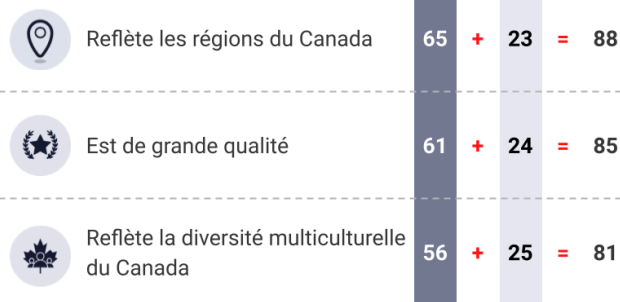 Reflète les régions du Canada 65 + 23 = 88
Est de grande qualité 61 + 24 = 85
Reflète la diversité multiculturelle
du Canada 56 + 25 = 81